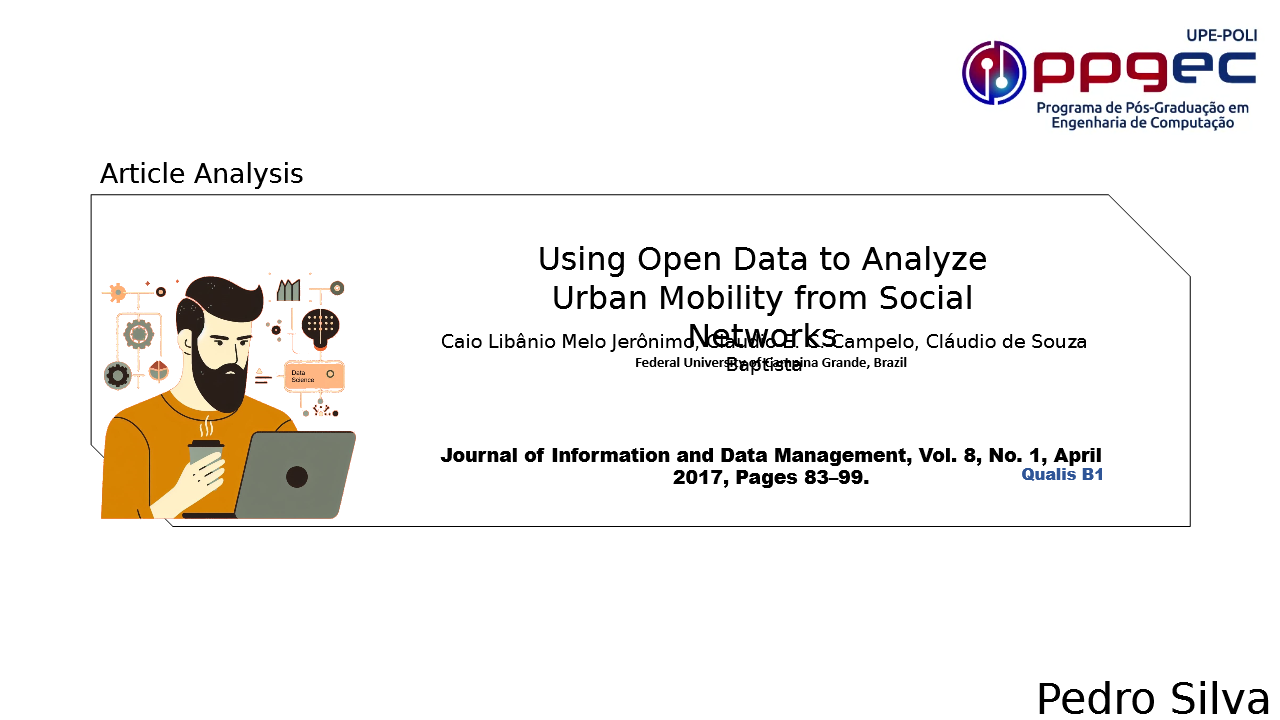 UPE-POLI
ppgec
Programa de Pós-Graduação em
Engenharia de Computação
Article Analysis
Using Open Data to Analyze
Urban Mobility from Social
Networks
Caio Libânio Melo Jerônimo, Cláudio E. C. Campelo, Cláudio de Souza
Baptista
Federal University of Campina Grande, Brazil
Data
Science
Journal of Information and Data Management, Vol. 8, No. 1, April
2017, Pages 83–99.
Qualis B1
Pedro Silva